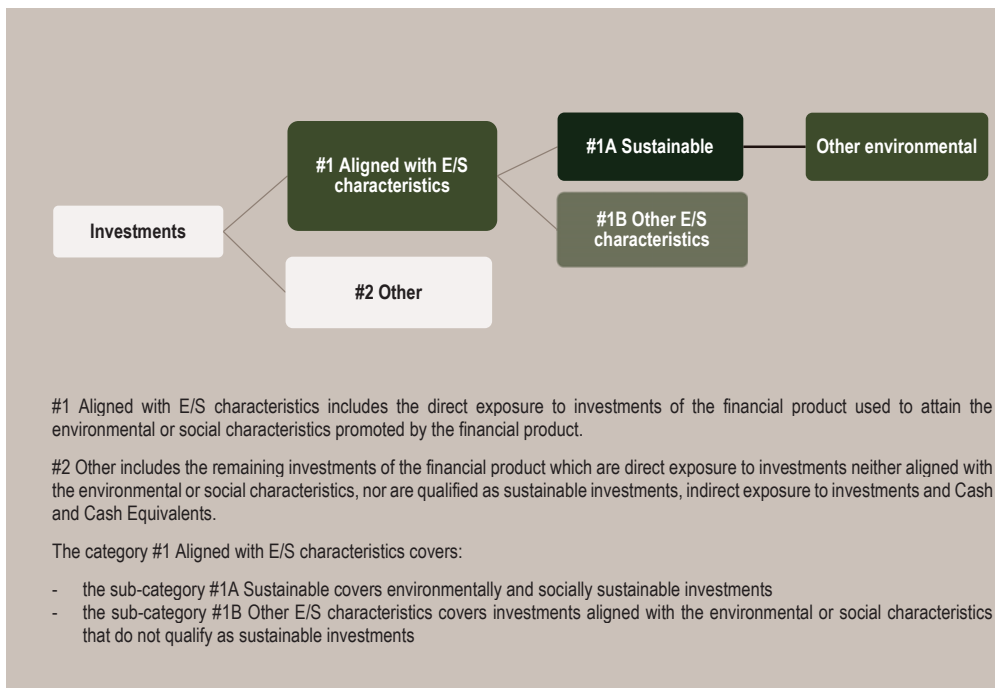 #1 Aligned with E/S
characteristics
#1A Sustainable
Other environmental
#1B Other E/S
characteristics
Investments
#2 Other
#1 Aligned with E/S characteristics includes the direct exposure to investments of the financial product used to attain the
environmental or social characteristics promoted by the financial product.
#2 Other includes the remaining investments of the financial product which are direct exposure to investments neither aligned with
the environmental or social characteristics, nor are qualified as sustainable investments, indirect exposure to investments and Cash
and Cash Equivalents.
The category #1 Aligned with E/S characteristics covers:
- the sub-category #1A Sustainable covers environmentally and socially sustainable investments
- the sub-category #1B Other E/S characteristics covers investments aligned with the environmental or social characteristics
that do not qualify as sustainable investments